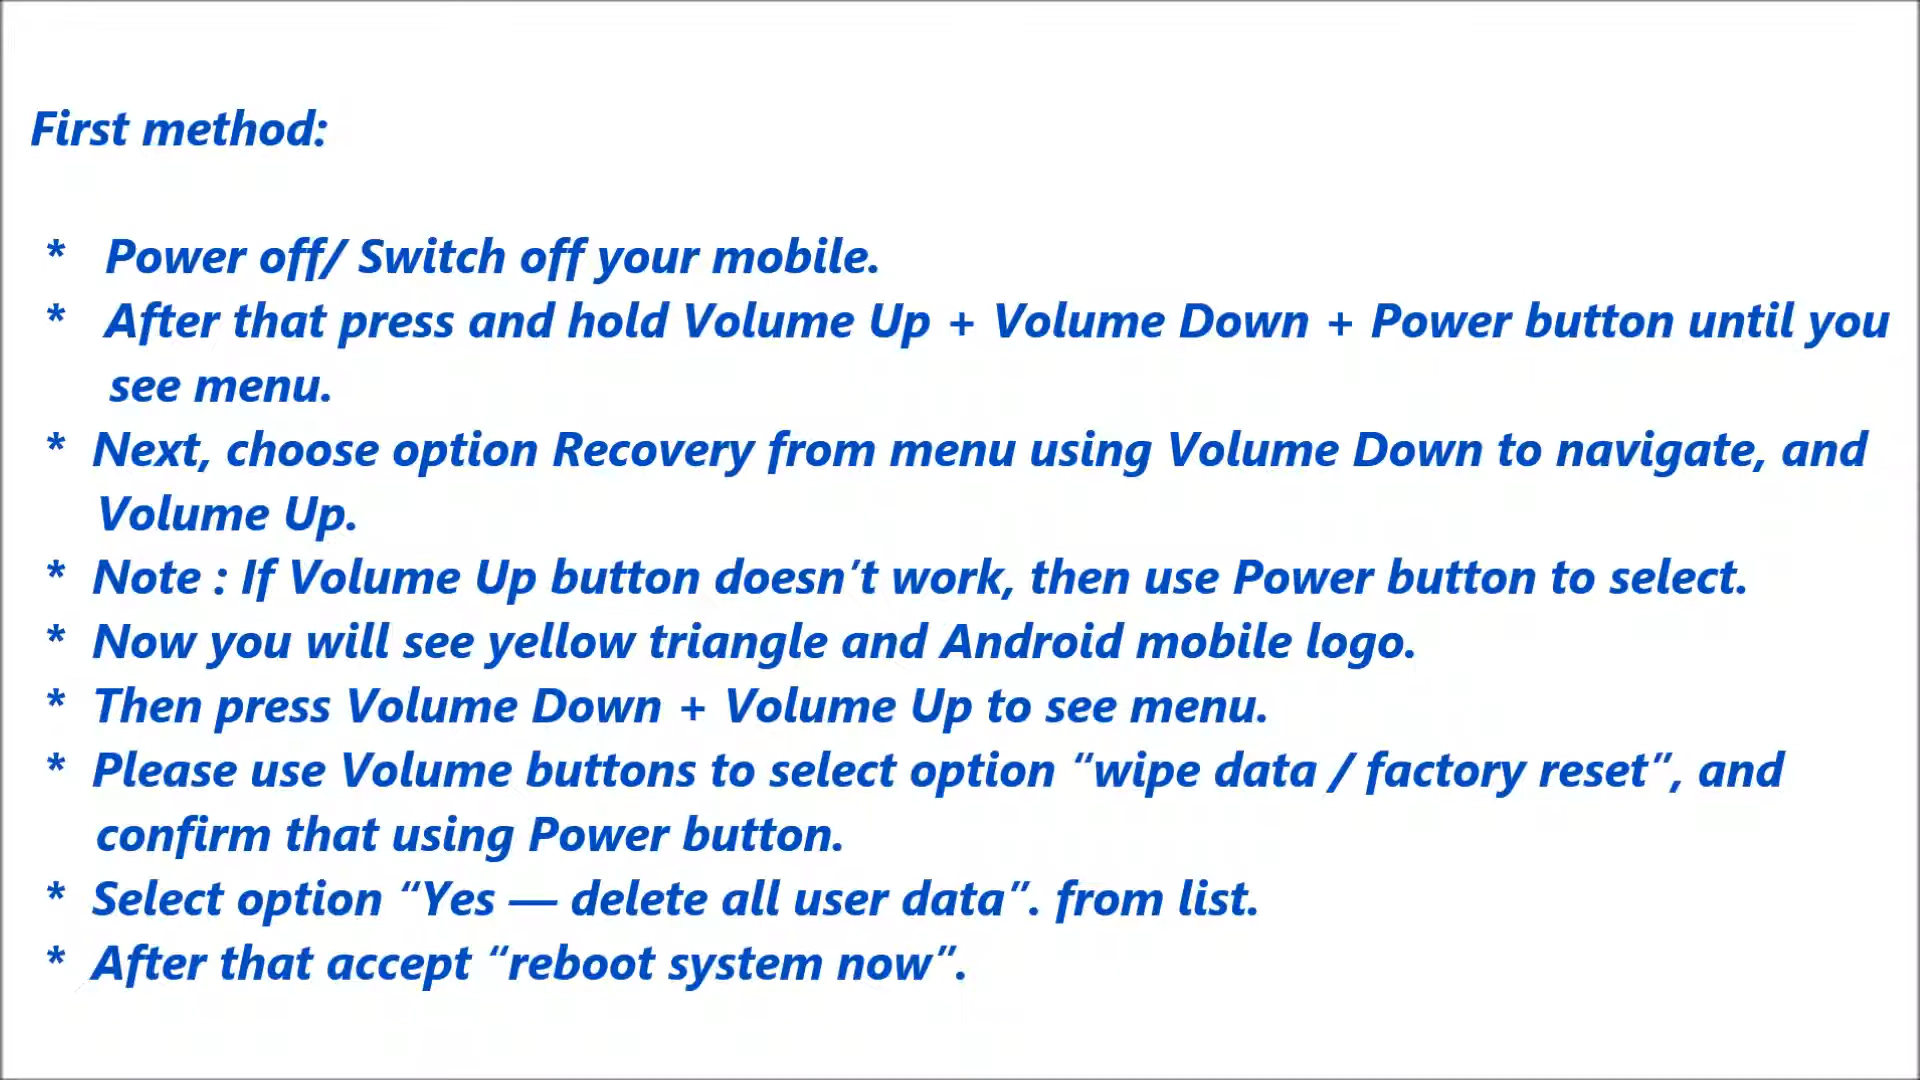 First method:
* Power off/ Switch off your mobile.
* After that press and hold Volume Up + Volume Down + Power button until you
see menu.
* Next, choose option Recovery from menu using Volume Down to navigate, and
Volume Up.
* Note : If Volume Up button doesn’t work, then use Power button to select.
* Now you will see yellow triangle and Android mobile logo.
* Then press Volume Down + Volume Up to see menu.
* Please use Volume buttons to select option “wipe data / factory reset”, and
confirm that using Power button.
* Select option “Yes — delete all user data”. from list.
* After that accept “reboot system now”.